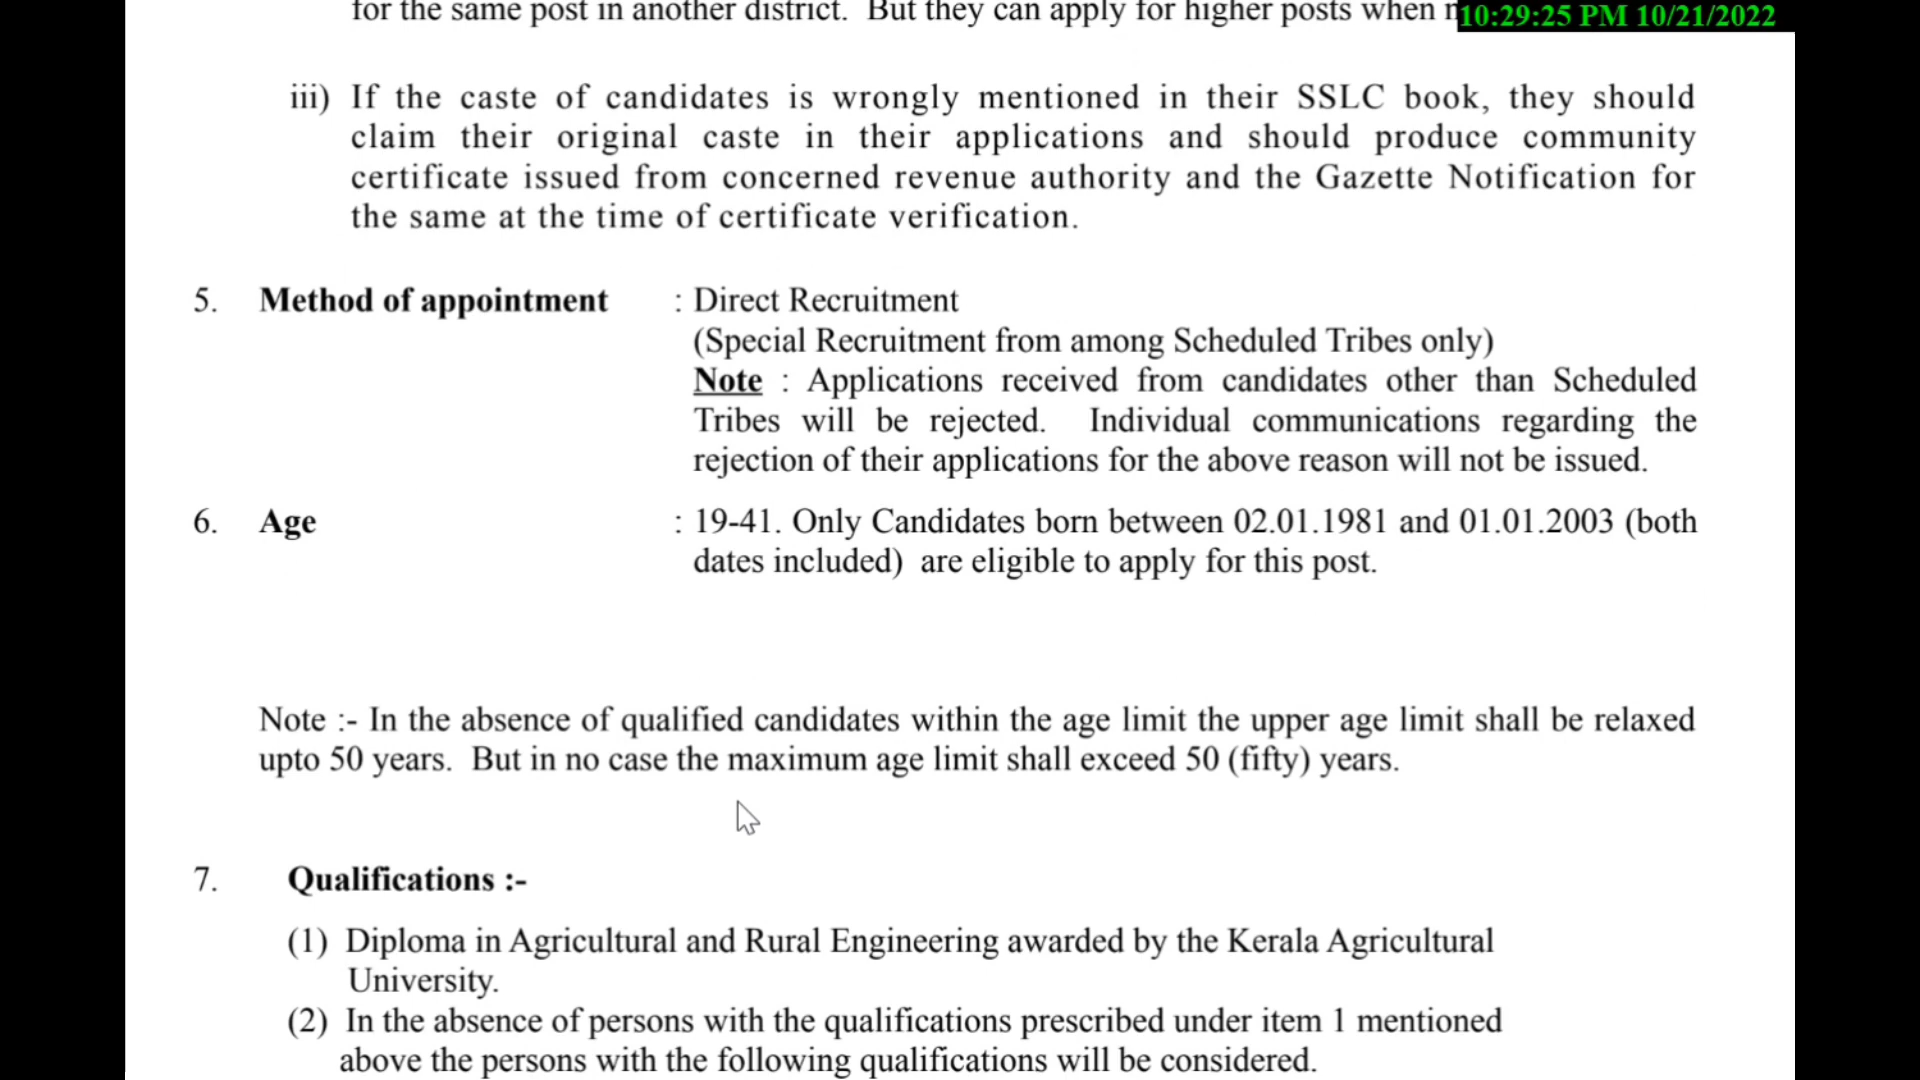 for the same post in another district. But they can apply for higher posts when
10:29:25 PM 10/21/2022
iii) If the caste of candidates is wrongly mentioned in their SSLC book, they should
claim their original caste in their applications and should produce community
certificate issued from concerned revenue authority and the Gazette Notification for
the same at the time of certificate verification.
5. Method of appointment : Direct Recruitment
(Special Recruitment from among Scheduled Tribes only)
Note : Applications received from candidates other than Scheduled
Tribes will be rejected. Individual communications regarding the
rejection of their applications for the above reason will not be issued.
6. Age : 19-41. Only Candidates born between 02.01.1981 and 01.01.2003 (both
dates included) are eligible to apply for this post.
Note :- In the absence of qualified candidates within the age limit the upper age limit shall be relaxed
upto 50 years. But in no case the maximum age limit shall exceed 50 (fifty) years.
7. Qualifications :-
(1) Diploma in Agricultural and Rural Engineering awarded by the Kerala Agricultural
University.
(2) In the absence of persons with the qualifications prescribed under item 1 mentioned
above the persons with the following qualifications will be considered.